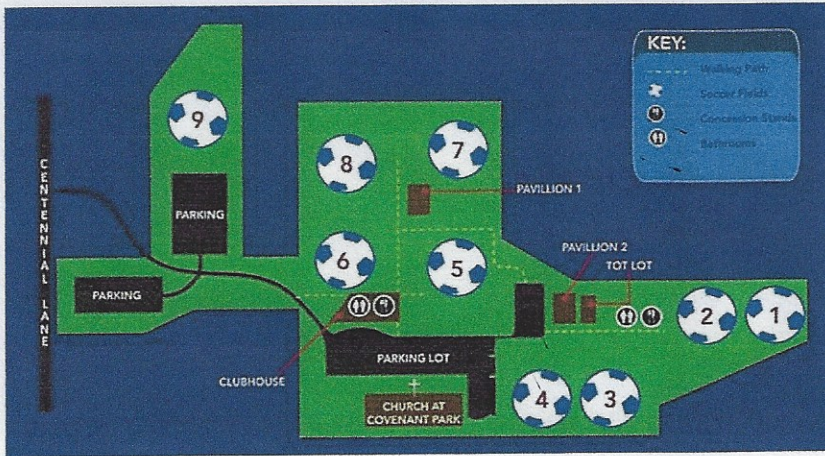 KEY:
Walking Path
Soccer Fields
Concession Stands
Bathrooms
9
8
7
CENTENNIAL LANE
PARKING
PAVILLION 1
6
5
PAVILLION 2
TOT LOT
PARKING
2
1
PARKING LOT
CLUBHOUSE
CHURCH AT
COVENANT PARK
4
3